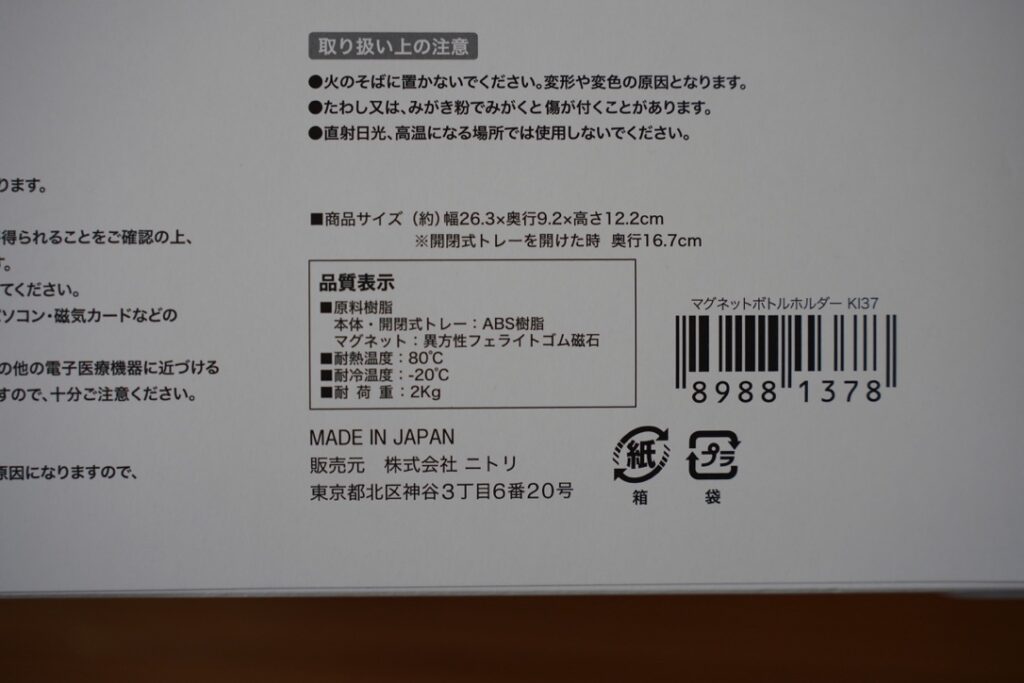 取り扱い上の注意
●火のそばに置かないでください。変形や変色の原因となります。
●たわし又は、みがき粉でみがくと傷が付くことがあります。
●直射日光、高温になる場所では使用しないでください。
ります。
得られることをご確認の上、
す。
てください。
パソコン・磁気カードなどの
の他の電子医療機器に近づける
すので、十分ご注意ください。
原因になりますので、
■商品サイズ (約)幅26.3×奥行9.2×高さ12.2cm
※開閉式トレーを開けた時 奥行16.7cm
品質表示
■原料樹脂
本体・開閉式トレー:ABS樹脂
マグネット:異方性フェライトゴム磁石
■耐熱温度:80℃
■耐冷温度:-20℃
■耐 荷 重:2Kg
MADE IN JAPAN
販売元 株式会社 ニトリ
東京都北区神谷3丁目6番20号
マグネットボトルホルダー KI37
8988 1378
紙
箱
プラ
袋